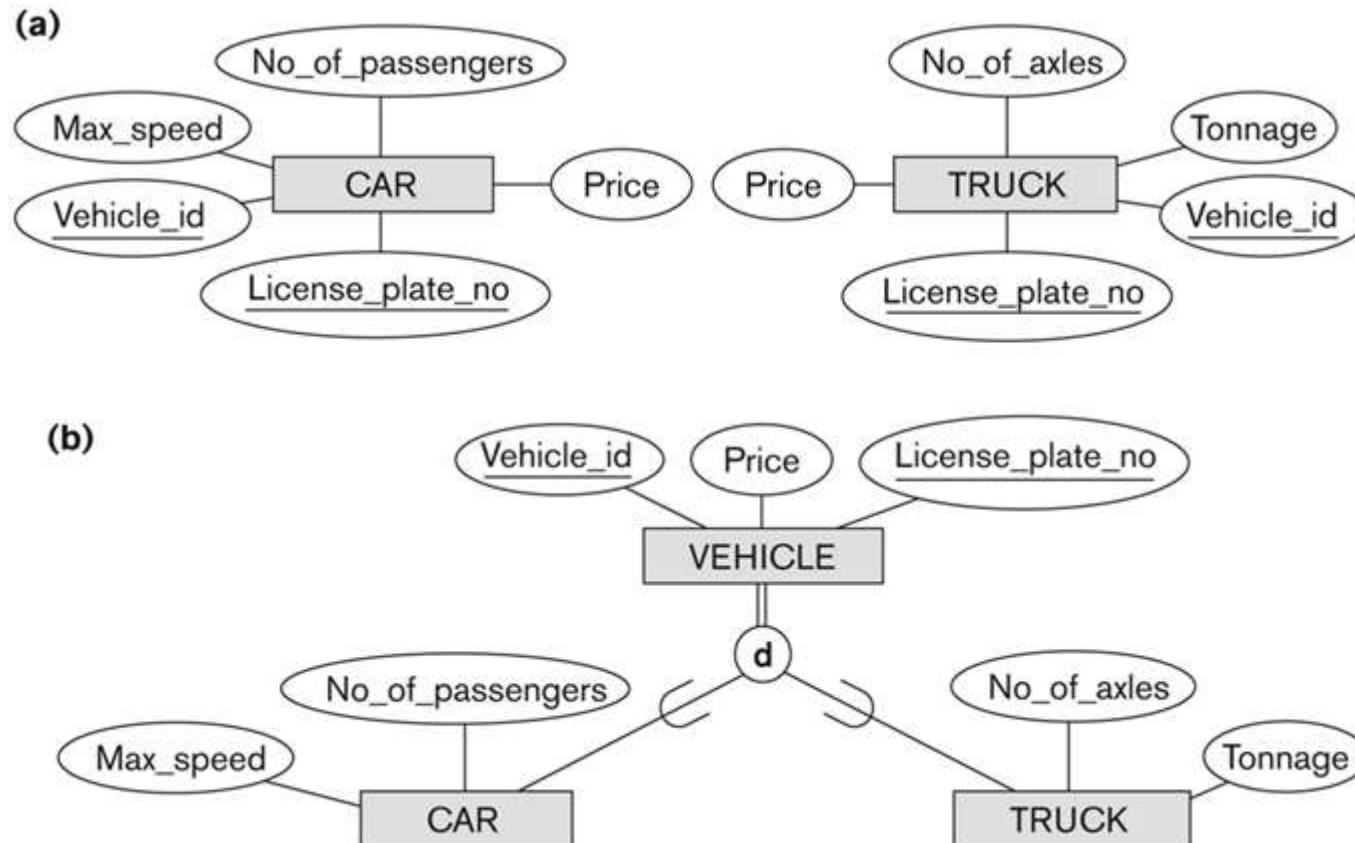 (a)
No_of_passengers
Max_speed
CAR
Price
Vehicle_id
License_plate_no
No_of_axles
Tonnage
Price
TRUCK
Vehicle_id
License_plate_no
(b)
Vehicle_id
Price
License_plate_no
VEHICLE
d
No_of_passengers
Max_speed
CAR
No_of_axles
Tonnage
TRUCK